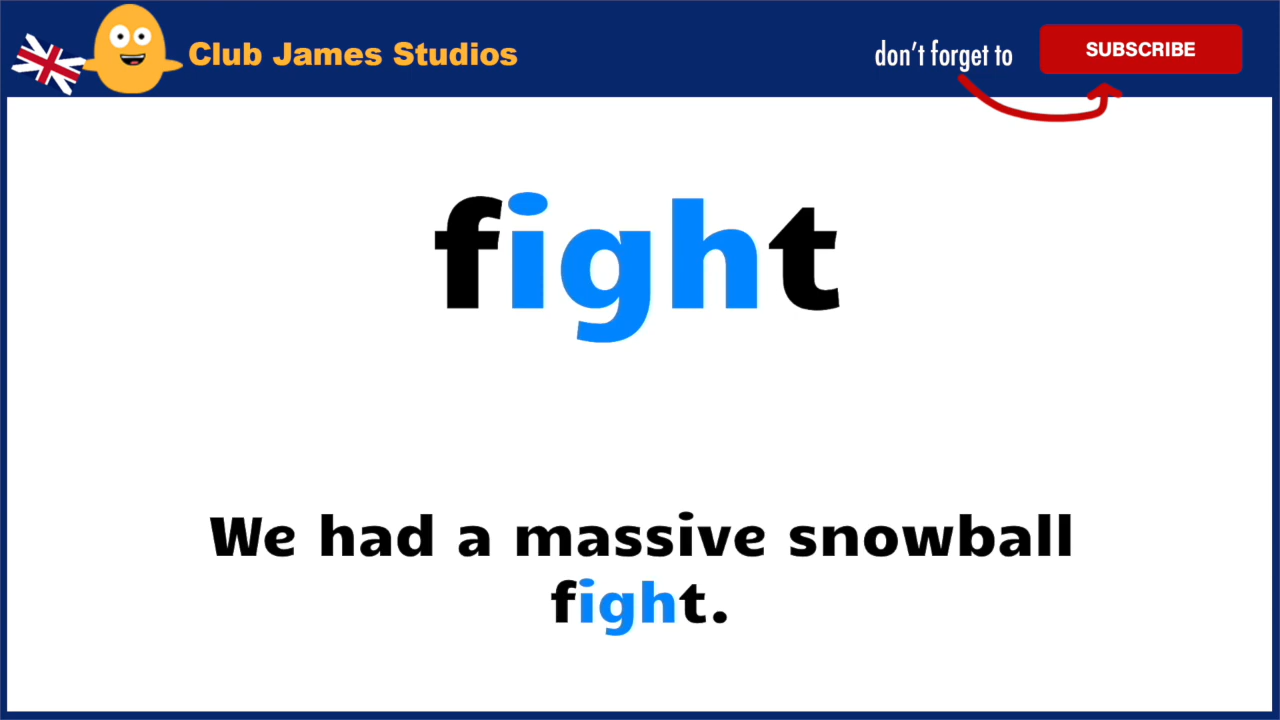 Club James Studios
don't forget to
SUBSCRIBE
fight
We had a massive snowball
fight.